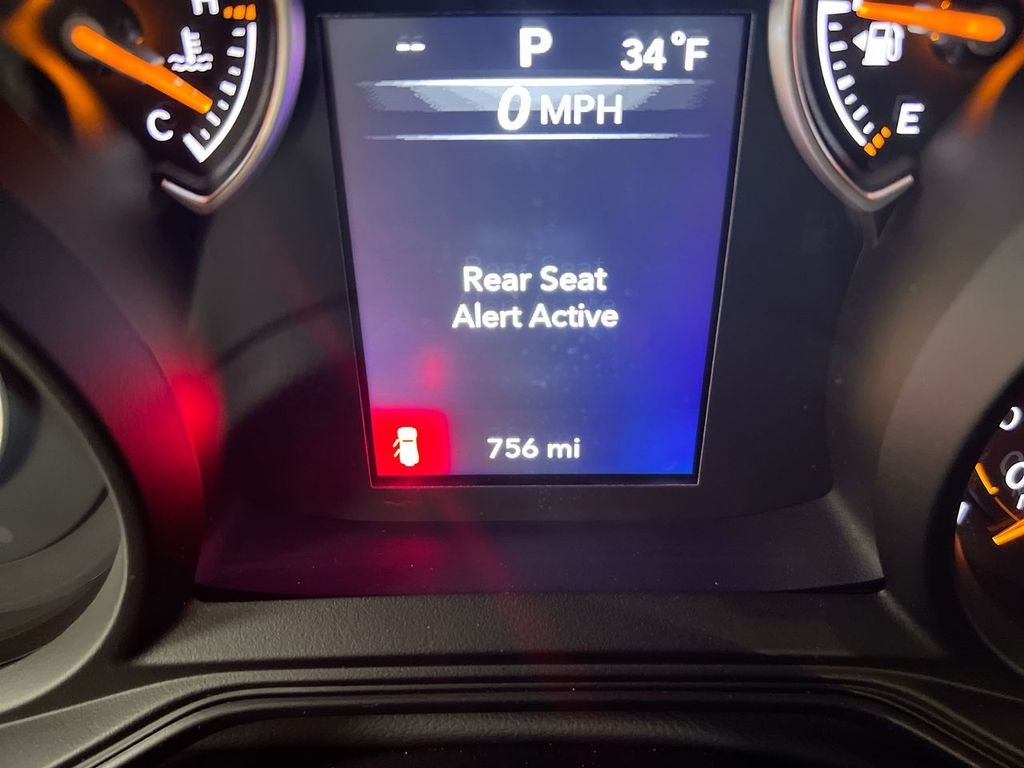 H
C
-- P 34°F
0 MPH
E
Rear Seat
Alert Active
756 mi